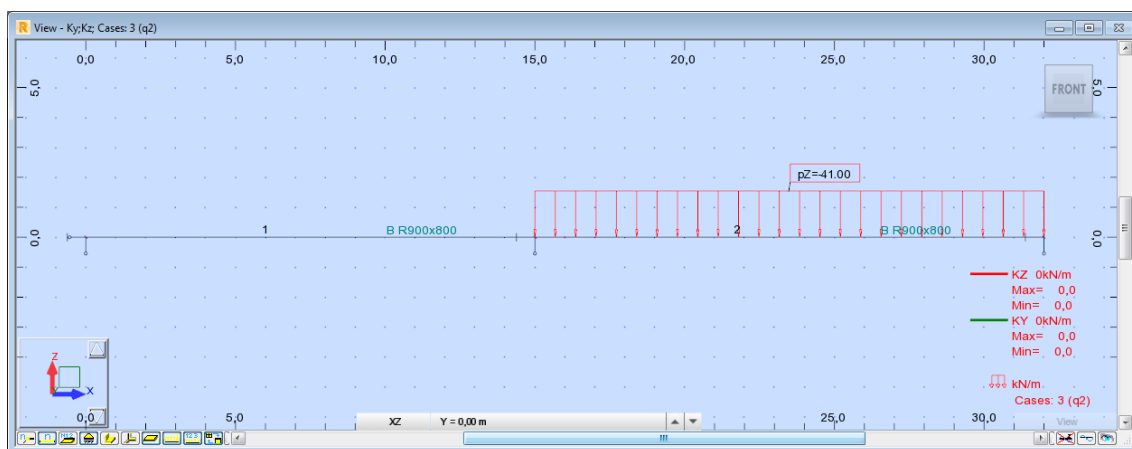 View - Ky;Kz; Cases: 3 (q2)
0,0 5,0 10,0 15,0 20,0 25,0 30,0
5,0 FRONT 5,0
pZ=-41.00
0,0 1 B R900x800 2 B R900x800 0,0
KZ 0kN/m
Max= 0,0
Min= 0,0
KY 0kN/m
Max= 0,0
Min= 0,0
Z
X
kN/m
Cases: 3 (q2)
0,0 5,0 XZ Y = 0,00 m 25,0 30,0 View